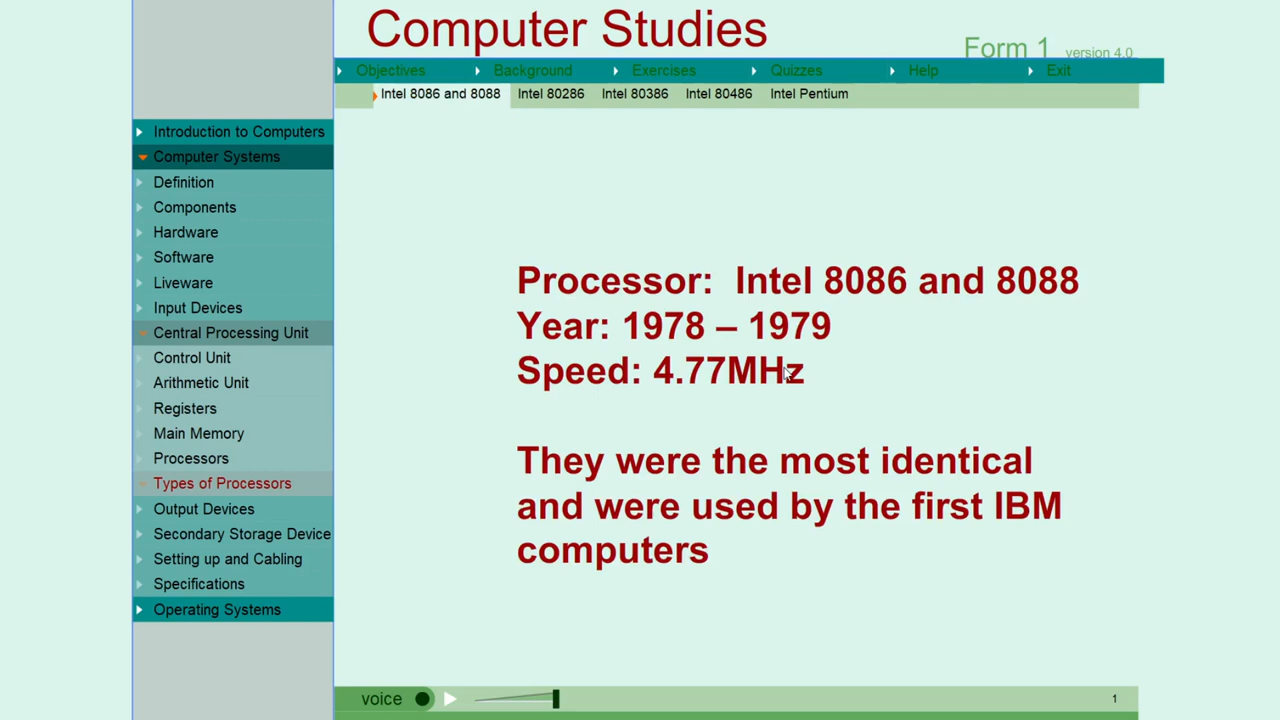 Computer Studies
Form 1 version 4.0
Objectives Background Exercises Quizzes Help Exit
Intel 8086 and 8088 Intel 80286 Intel 80386 Intel 80486 Intel Pentium
Introduction to Computers
Computer Systems
Definition
Components
Hardware
Software
Liveware
Input Devices
Central Processing Unit
Control Unit
Arithmetic Unit
Registers
Main Memory
Processors
Types of Processors
Output Devices
Secondary Storage Device
Setting up and Cabling
Specifications
Operating Systems
Processor: Intel 8086 and 8088
Year: 1978 – 1979
Speed: 4.77MHz
They were the most identical
and were used by the first IBM
computers
voice
1